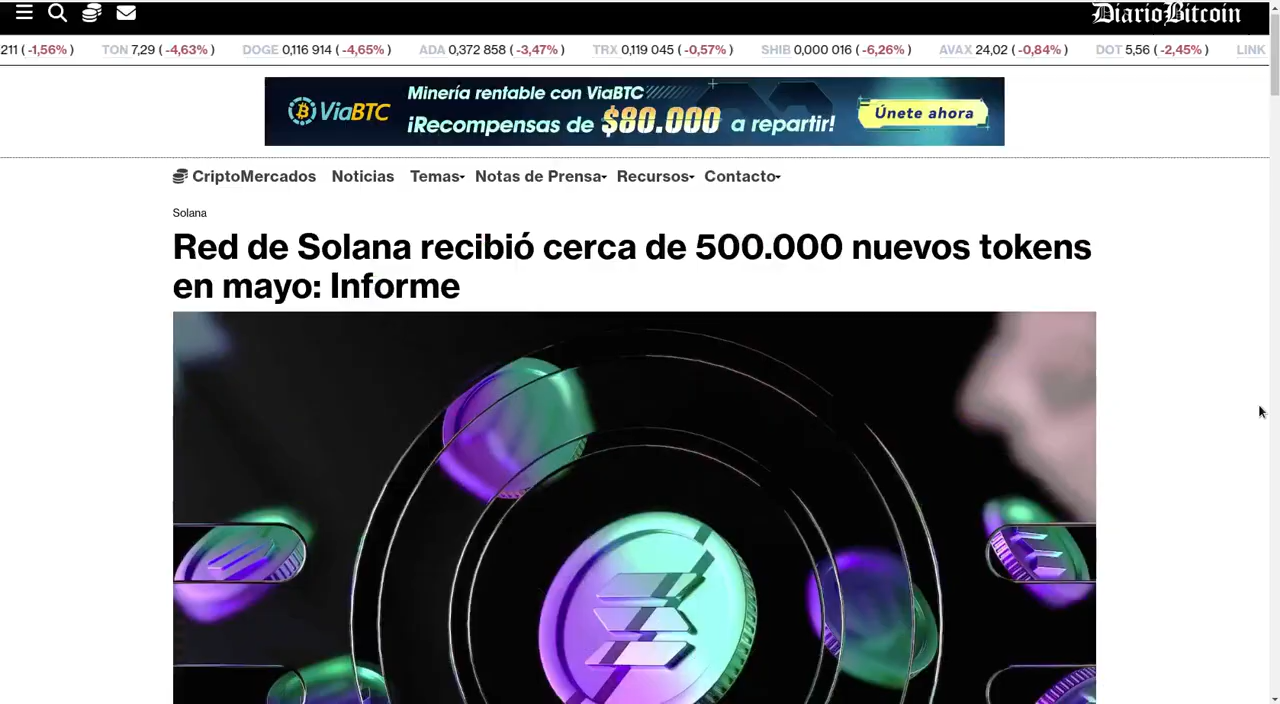 DiarioBitcoin
211 (-1,56%) TON 7,29 (-4,63%) DOGE 0,116 914 (-4,65%) ADA 0,372 858 (-3,47%) TRX 0,119 045 (-0,57%) SHIB 0,000 016 (-6,26%) AVAX 24,02 (-0,84%) DOT 5,56 (-2,45%) LINK
ViaBTC
Minería rentable con ViaBTC
¡Recompensas de $80.000 a repartir!
Únete ahora
CriptoMercados Noticias Temas Notas de Prensa Recursos Contacto
Solana
Red de Solana recibió cerca de 500.000 nuevos tokens
en mayo: Informe